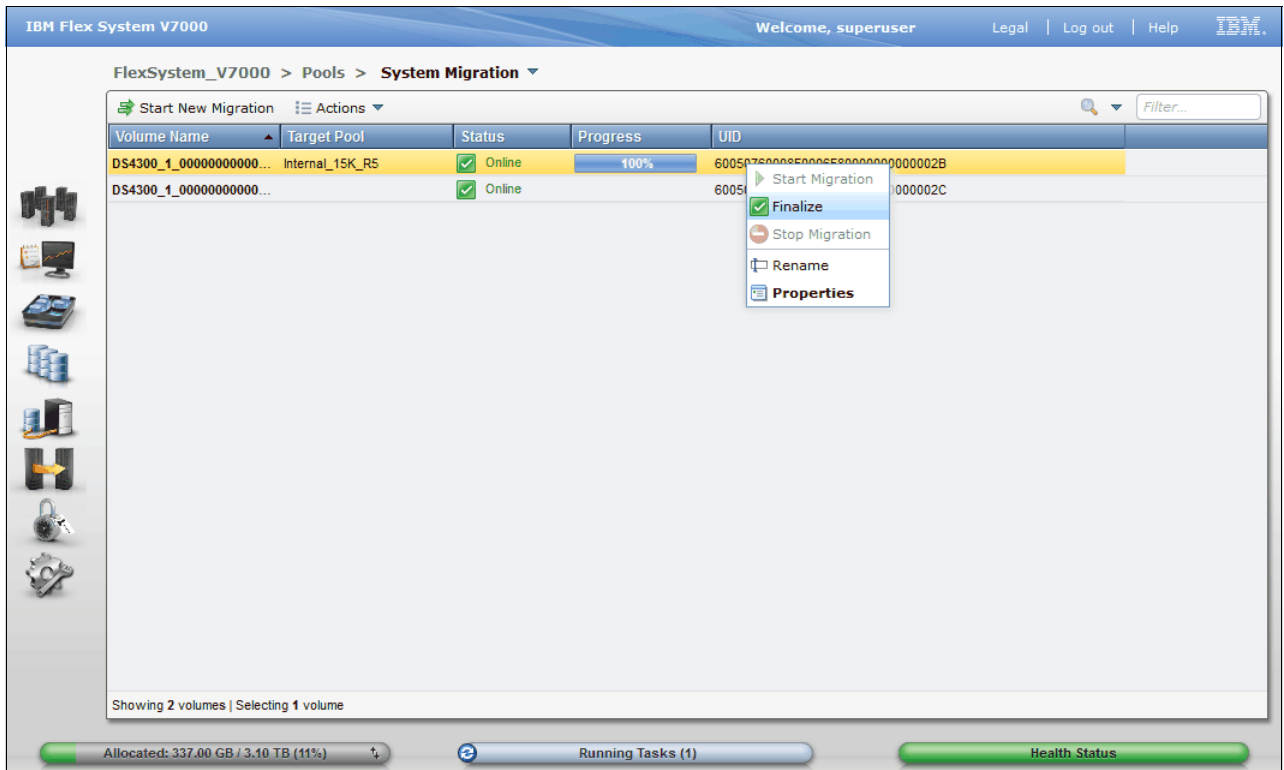 IBM Flex System V7000 Welcome, superuser Legal | Log out | Help IBM.
FlexSystem_V7000 > Pools > System Migration
Start New Migration Actions Filter...
Volume Name Target Pool Status Progress UID
DS4300_1_00000000000... Internal_15K_R5 Online 100%
DS4300_1_00000000000... Online
Start Migration
Finalize
Stop Migration
Rename
Properties
Showing 2 volumes | Selecting 1 volume
Allocated: 337.00 GB / 3.10 TB (11%) Running Tasks (1) Health Status